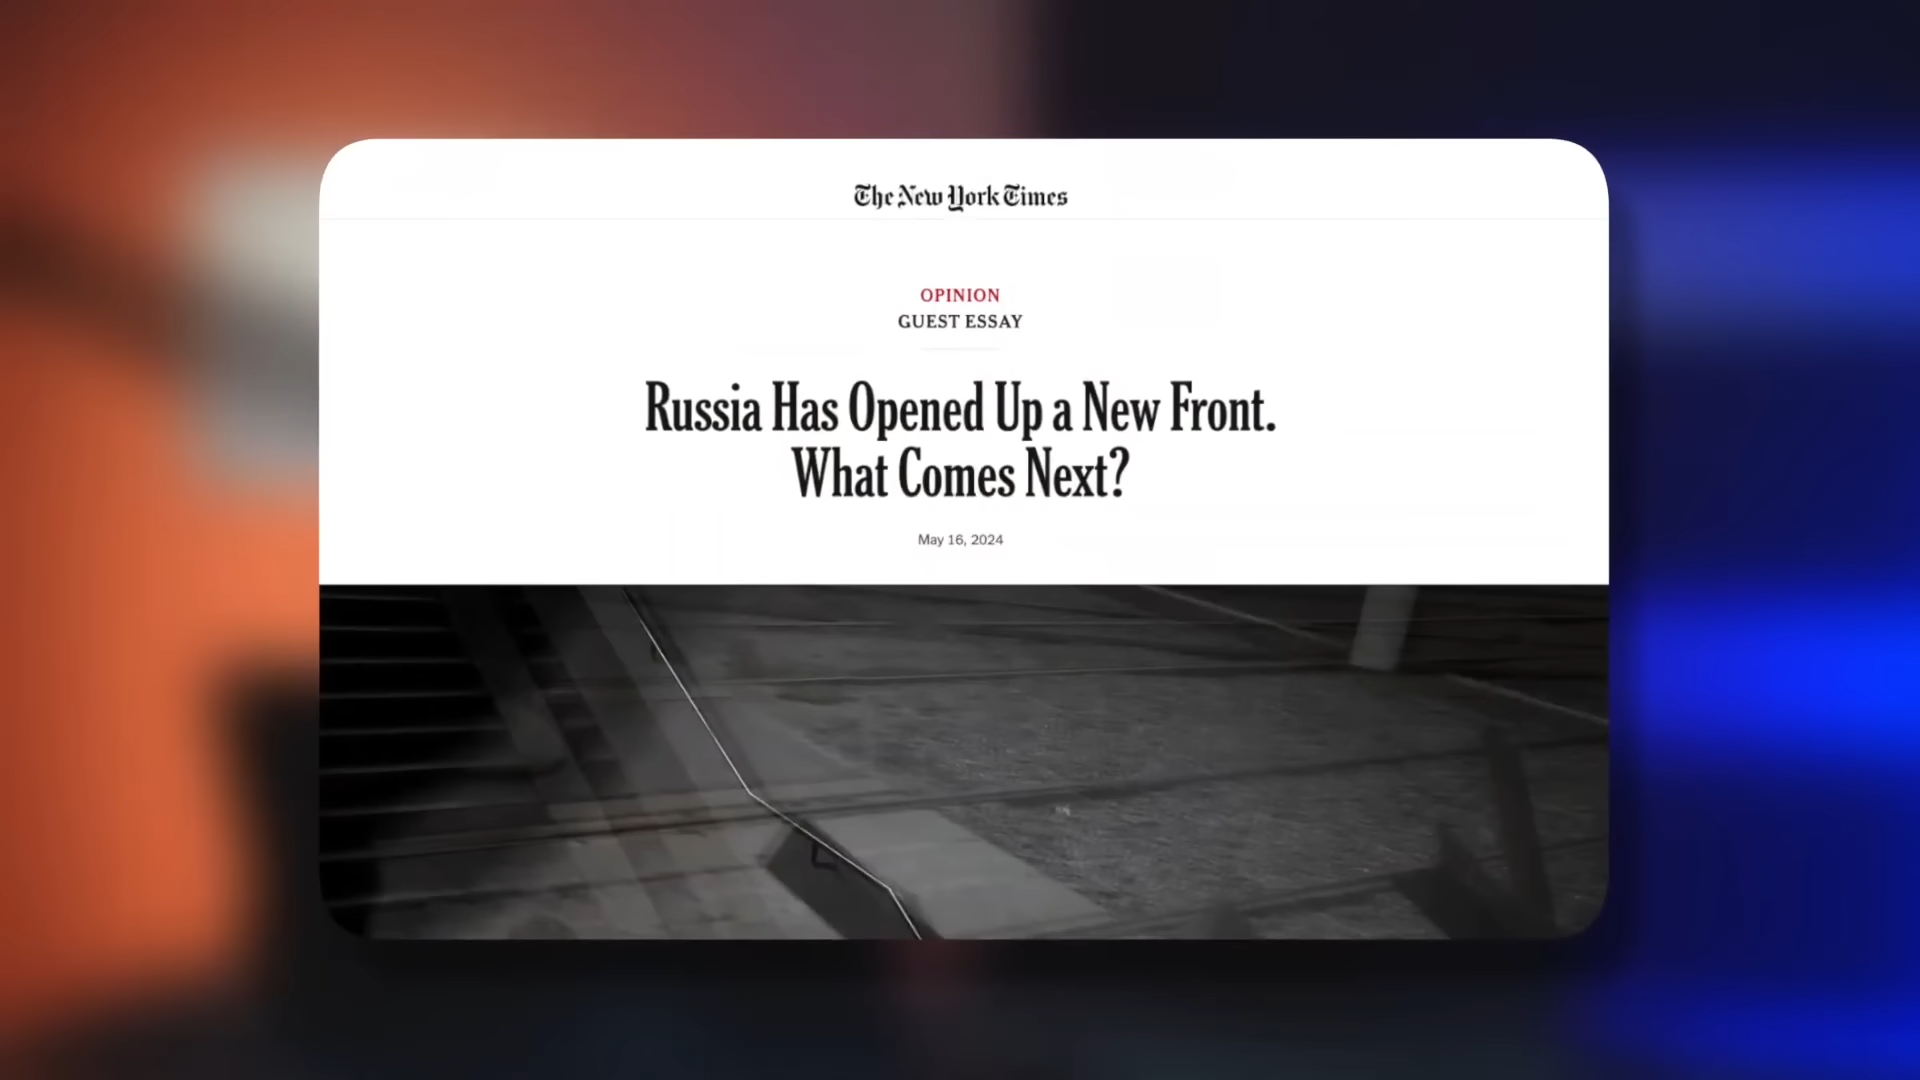 The New York Times
OPINION
GUEST ESSAY
Russia Has Opened Up a New Front.
What Comes Next?
May 16, 2024